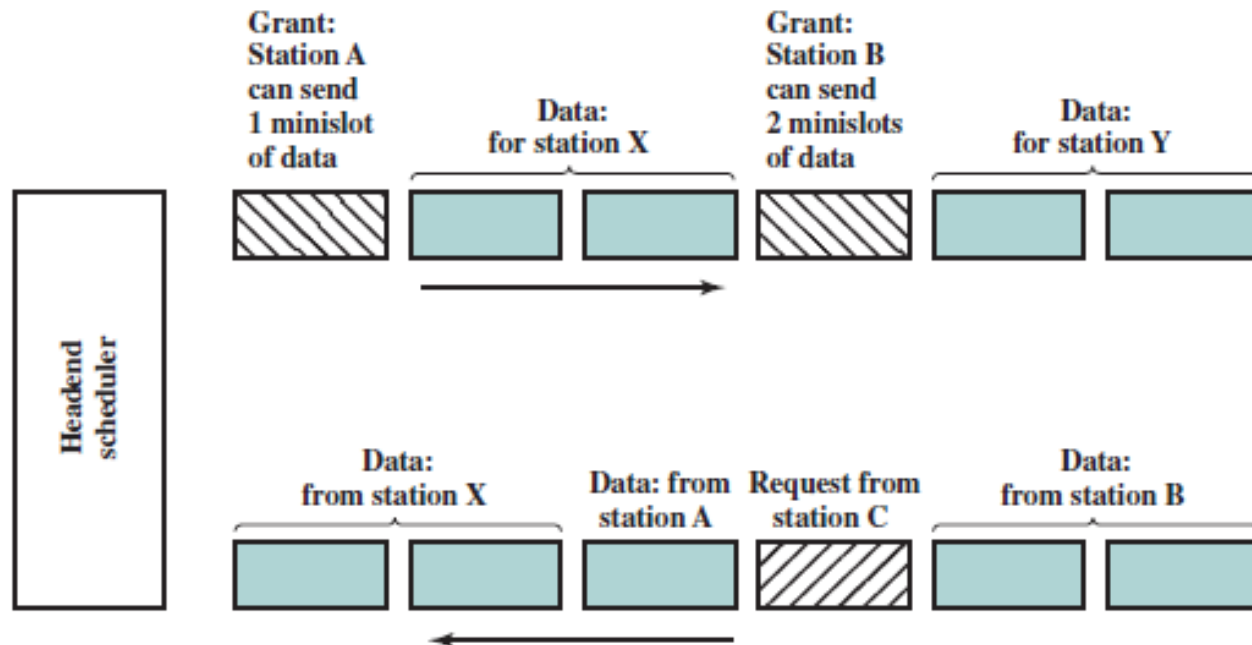 Grant:
Station A
can send
1 minislot
of data
Data:
for station X
Grant:
Station B
can send
2 minislots
of data
Data:
for station Y
Headend
scheduler
Data:
from station X
Data: from
station A
Request from
station C
Data:
from station B